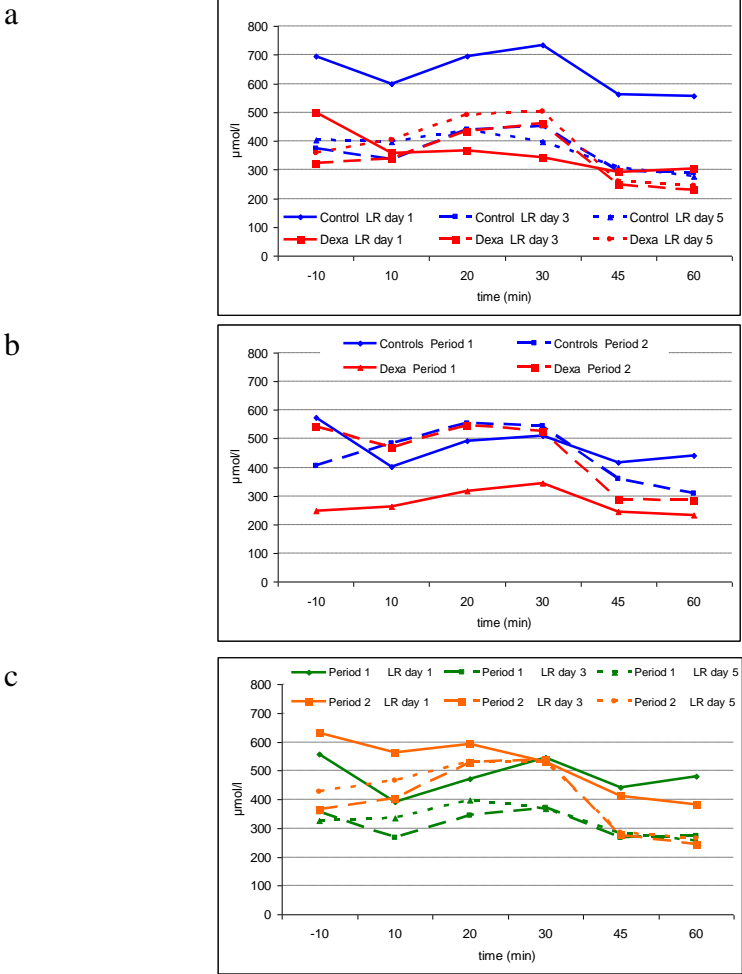 a
800
700
600
500
400
300
200
100
0
µmol/l
Control LR day 1 Control LR day 3 Control LR day 5
Dexa LR day 1 Dexa LR day 3 Dexa LR day 5
-10 10 20 30 45 60
time (min)
b
Controls Period 1 Controls Period 2
Dexa Period 1 Dexa Period 2
800
700
600
500
400
300
200
100
0
µmol/l
-10 10 20 30 45 60
time (min)
c
Period 1 LR day 1 Period 1 LR day 3 Period 1 LR day 5
Period 2 LR day 1 Period 2 LR day 3 Period 2 LR day 5
800
700
600
500
400
300
200
100
0
µmol/l
-10 10 20 30 45 60
time (min)